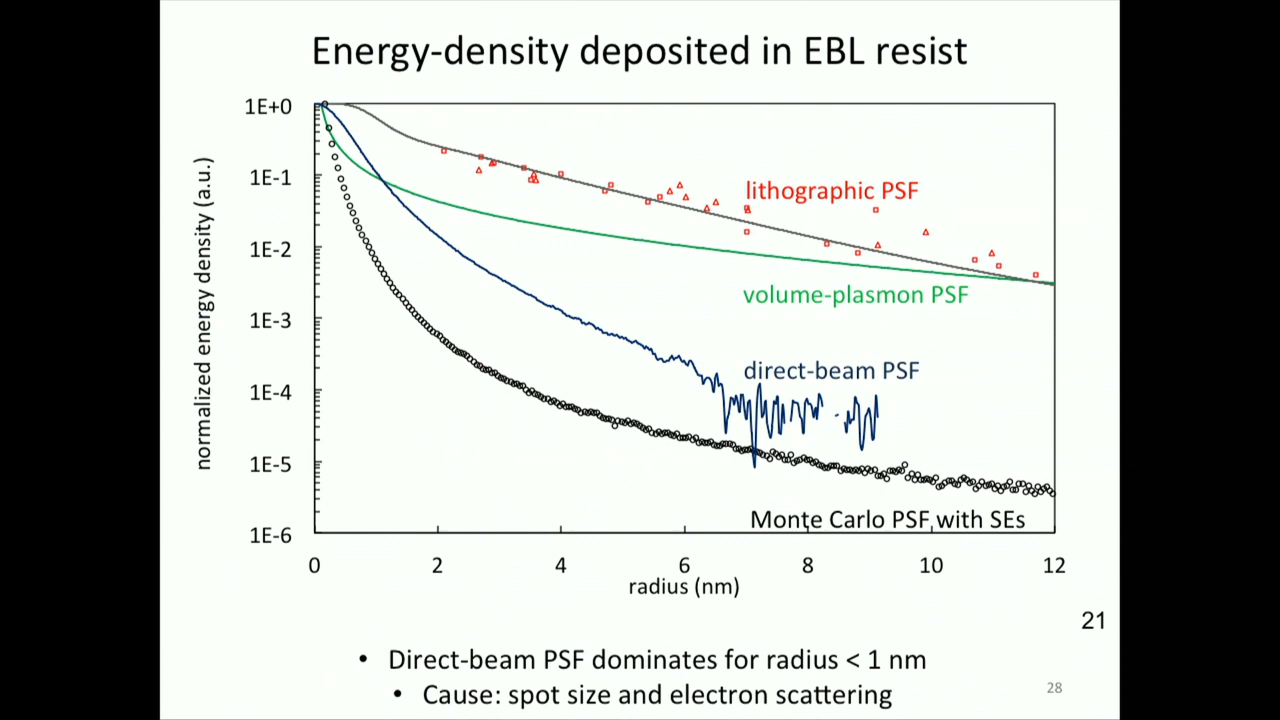 Energy-density deposited in EBL resist
1E+0
1E-1
1E-2
1E-3
1E-4
1E-5
1E-6
normalized energy density (a.u.)
lithographic PSF
volume-plasmon PSF
direct-beam PSF
Monte Carlo PSF with SEs
0 2 4 6 8 10 12
radius (nm)
21
• Direct-beam PSF dominates for radius < 1 nm
• Cause: spot size and electron scattering
28